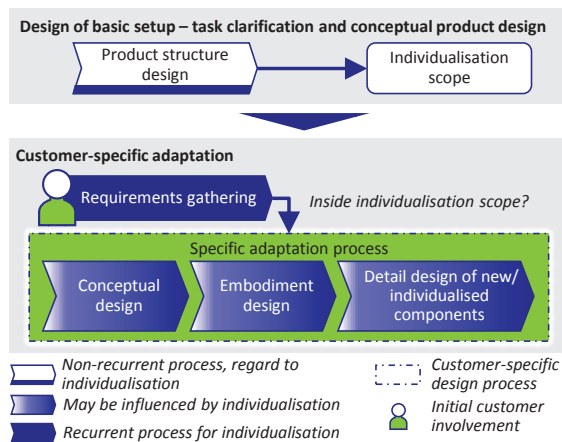 Design of basic setup – task clarification and conceptual product design
Product structure
design
Individualisation
scope
Customer-specific adaptation
Requirements gathering
Inside individualisation scope?
Specific adaptation process
Conceptual
design
Embodiment
design
Detail design of new/
individualised
components
Non-recurrent process, regard to
individualisation
May be influenced by individualisation
Recurrent process for individualisation
Customer-specific
design process
Initial customer
involvement